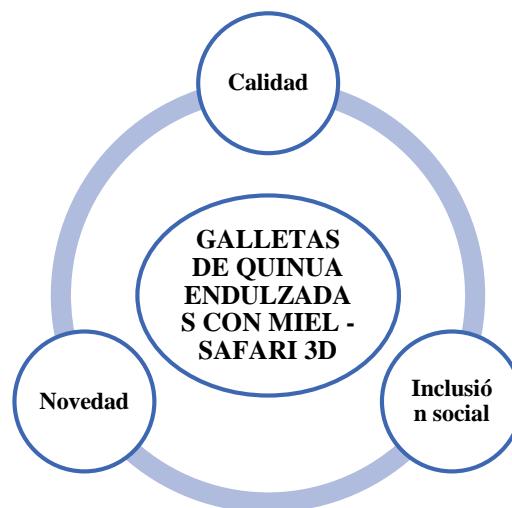 Calidad
GALLETAS
DE QUINUA
ENDULZADA
S CON MIEL -
SAFARI 3D
Novedad
Inclusió
n social